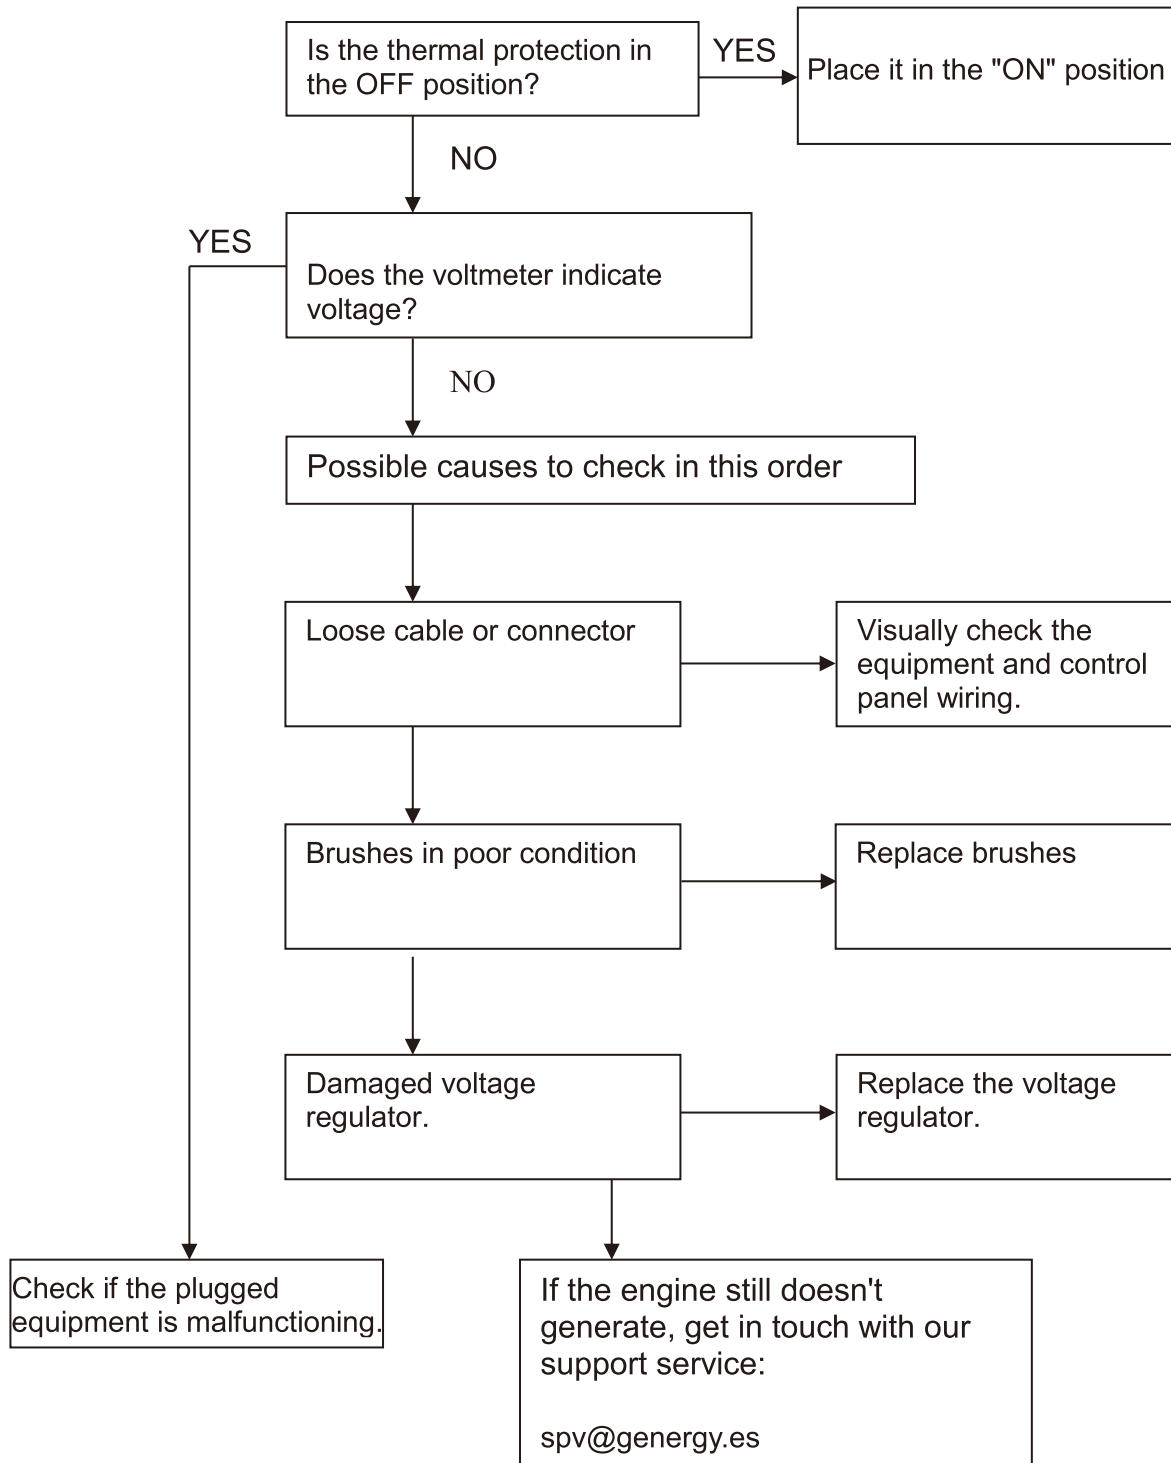 Is the thermal protection in
the OFF position?
YES
Place it in the "ON" position
NO
YES
Does the voltmeter indicate
voltage?
NO
Possible causes to check in this order
Loose cable or connector
Visually check the
equipment and control
panel wiring.
Brushes in poor condition
Replace brushes
Damaged voltage
regulator.
Replace the voltage
regulator.
Check if the plugged
equipment is malfunctioning.
If the engine still doesn't
generate, get in touch with our
support service:
spv@genergy.es